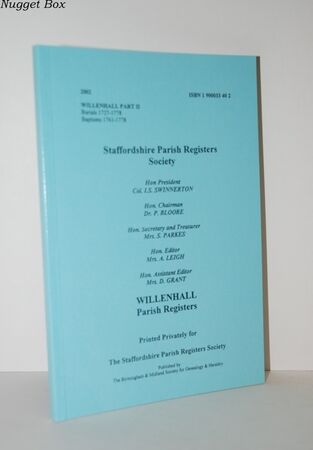 Nugget Box
2002
ISBN 1 900033 40 2
WILLENHALL PART II
Burials 1727-1778
Baptisms 1761-1778
Staffordshire Parish Registers
Society
Hon President
Col. I.S. SWINNERTON
Hon. Chairman
Dr. P. BLOORE
Hon. Secretary and Treasurer
Mrs. S. PARKES
Hon. Editor
Mrs. A. LEIGH
Hon. Assistant Editor
Mrs. D. GRANT
WILLENHALL
Parish Registers
Printed Privately for
The Staffordshire Parish Registers Society
Published by
The Birmingham & Midland Society for Genealogy & Heraldry